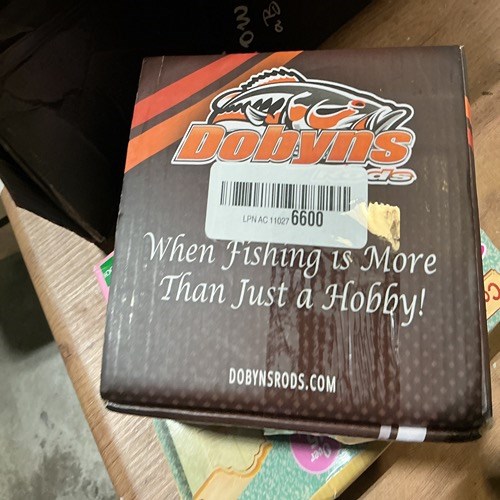 Dobyns
Rods
LPN AC 11027 6600
When Fishing is More
Than Just a Hobby!
DOBYNSRODS.COM